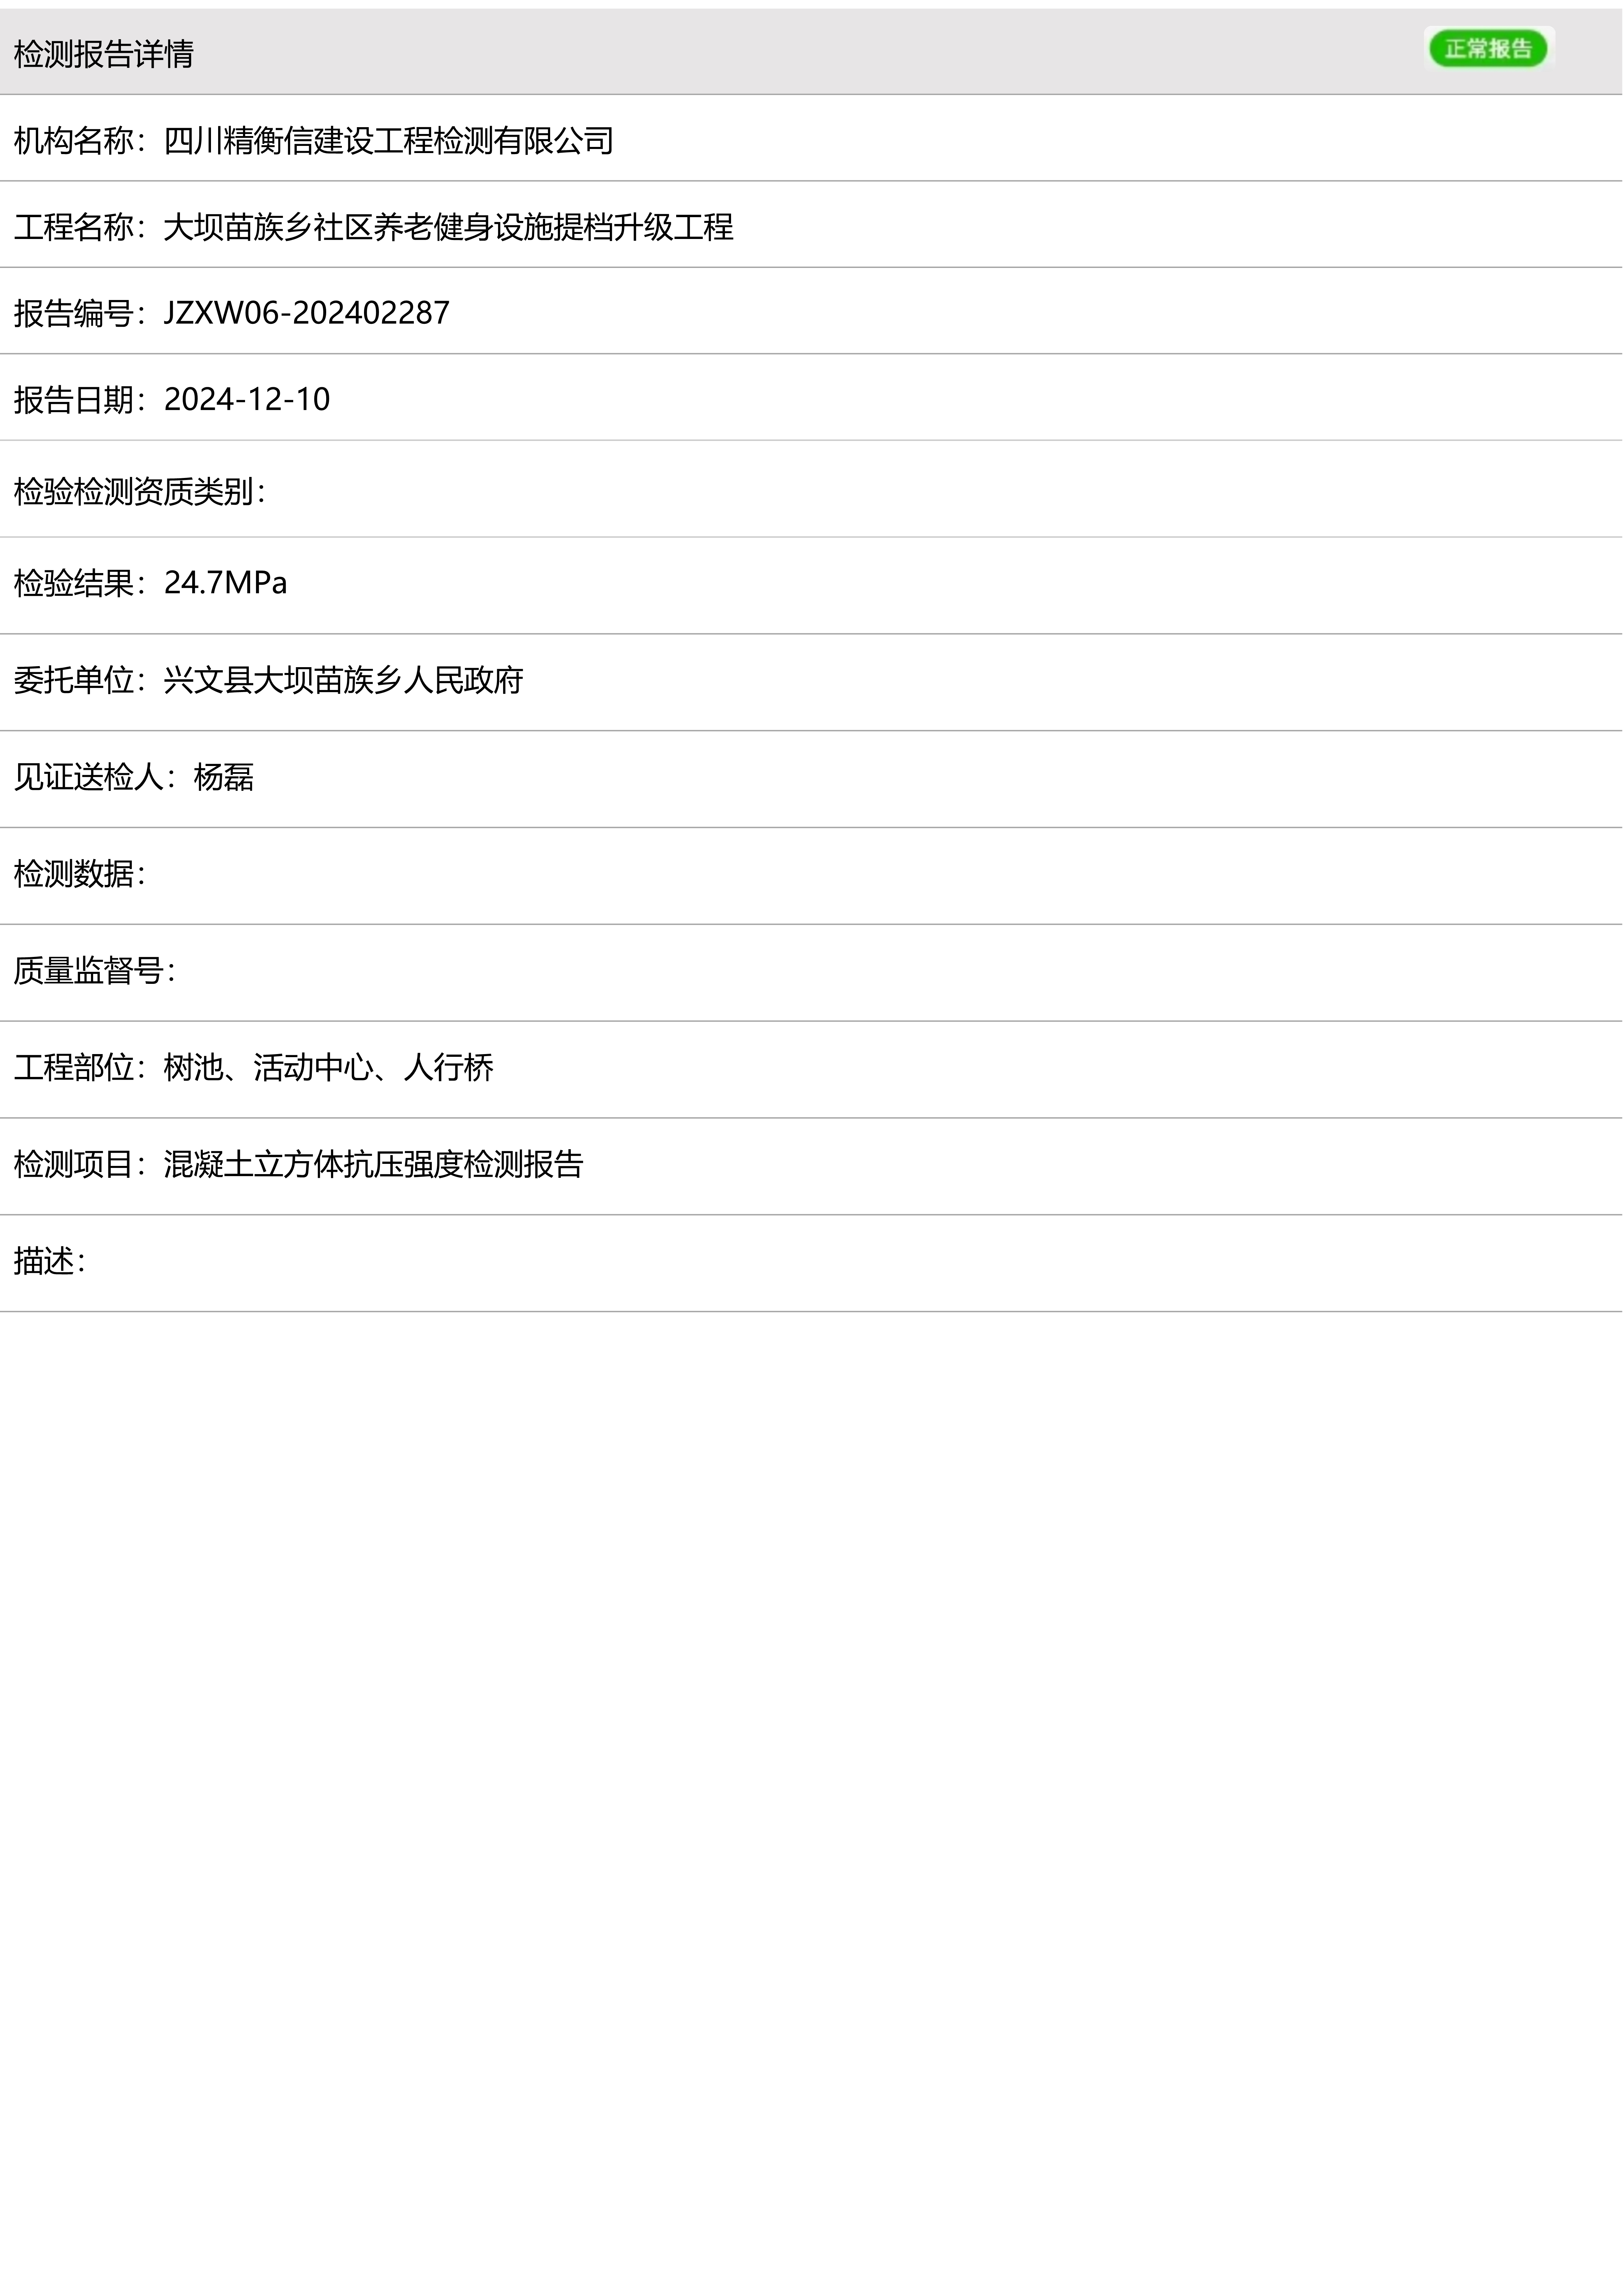 检测报告详情
正常报告
机构名称：四川精衡信建设工程检测有限公司
工程名称：大坝苗族乡社区养老健身设施提档升级工程
报告编号：JZXW06-202402287
报告日期：2024-12-10
检验检测资质类别：
检验结果：24.7MPa
委托单位：兴文县大坝苗族乡人民政府
见证送检人：杨磊
检测数据：
质量监督号：
工程部位：树池、活动中心、人行桥
检测项目：混凝土立方体抗压强度检测报告
描述：